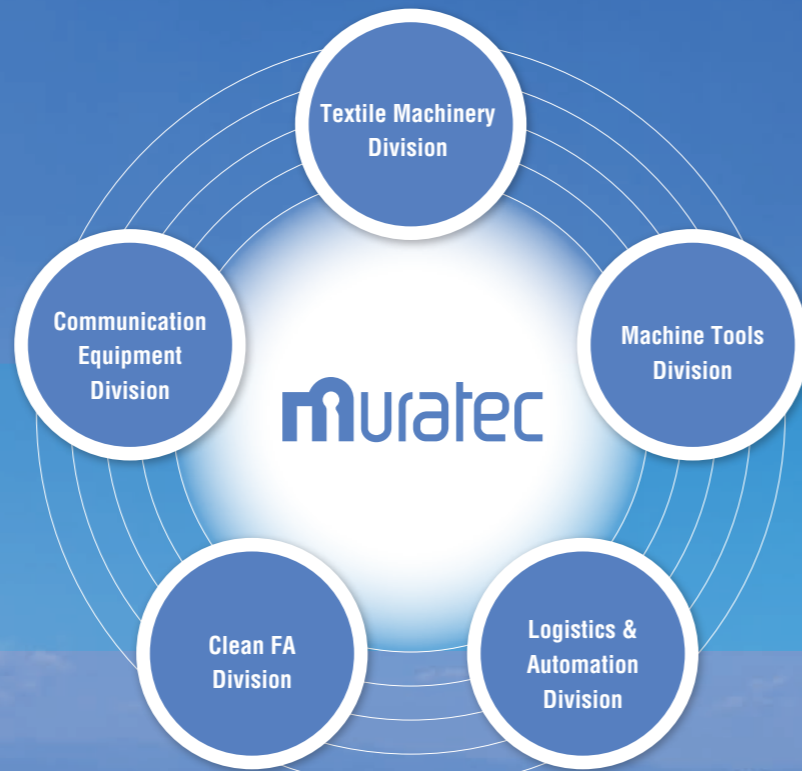 Textile Machinery
Division
Communication
Equipment
Division
Machine Tools
Division
muratec
Clean FA
Division
Logistics &
Automation
Division